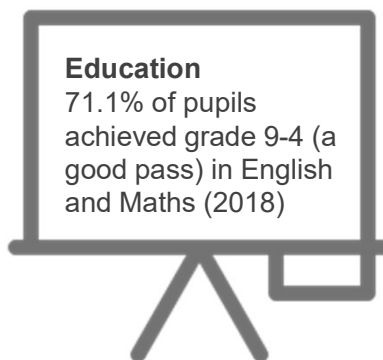 Education
71.1% of pupils
achieved grade 9-4 (a
good pass) in English
and Maths (2018)